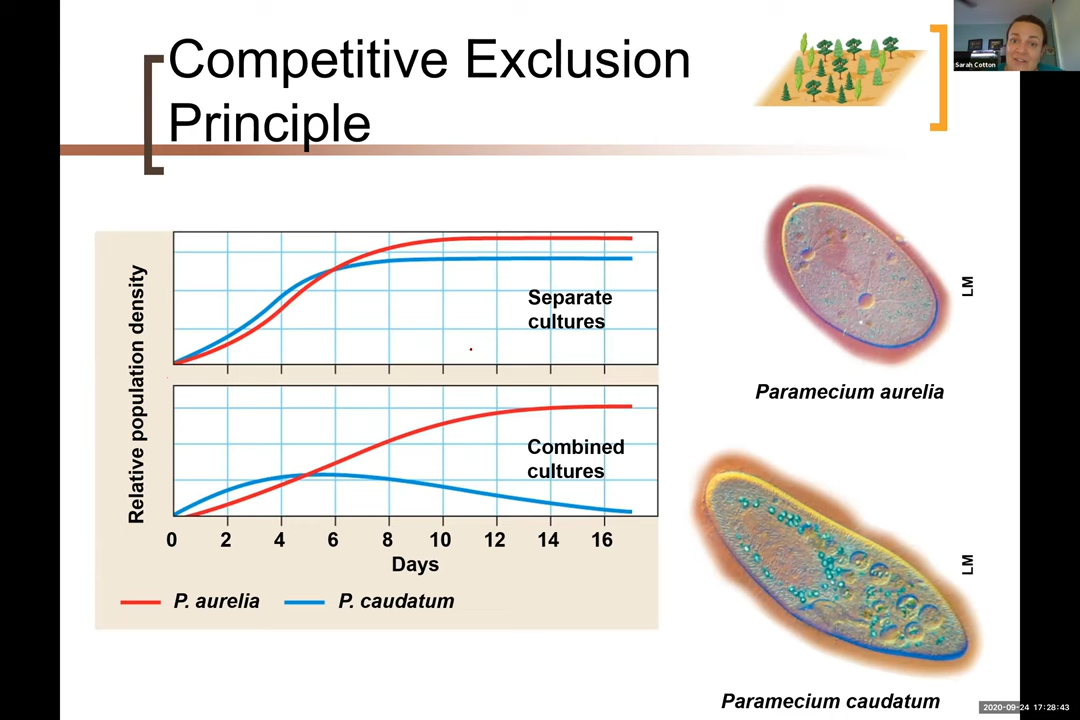 Competitive Exclusion
Principle
Sarah Cotton
Relative population density
Separate
cultures
Combined
cultures
0 2 4 6 8 10 12 14 16
Days
P. aurelia P. caudatum
LM
Paramecium aurelia
LM
Paramecium caudatum
2020-09-24 17:28:43